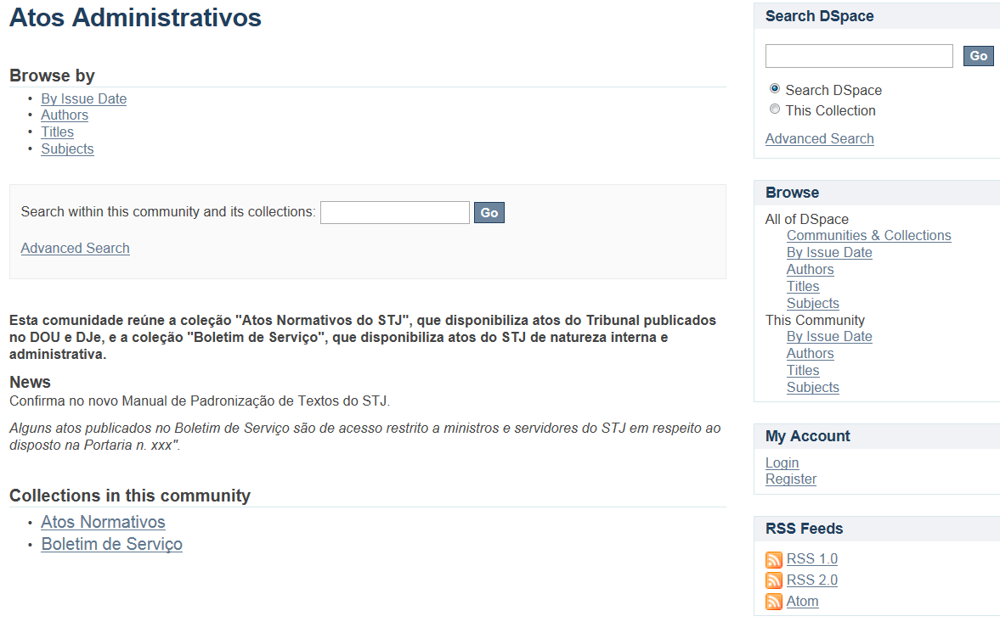 Atos Administrativos
Browse by
• By Issue Date
• Authors
• Titles
• Subjects
Search within this community and its collections: Go
Advanced Search
Esta comunidade reúne a coleção "Atos Normativos do STJ", que disponibiliza atos do Tribunal publicados
no DOU e DJe, e a coleção "Boletim de Serviço", que disponibiliza atos do STJ de natureza interna e
administrativa.
News
Confirma no novo Manual de Padronização de Textos do STJ.
Alguns atos publicados no Boletim de Serviço são de acesso restrito a ministros e servidores do STJ em respeito ao
disposto na Portaria n. xxx".
Collections in this community
• Atos Normativos
• Boletim de Serviço
Search DSpace
Go
Search DSpace
This Collection
Advanced Search
Browse
All of DSpace
Communities & Collections
By Issue Date
Authors
Titles
Subjects
This Community
By Issue Date
Authors
Titles
Subjects
My Account
Login
Register
RSS Feeds
RSS 1.0
RSS 2.0
Atom